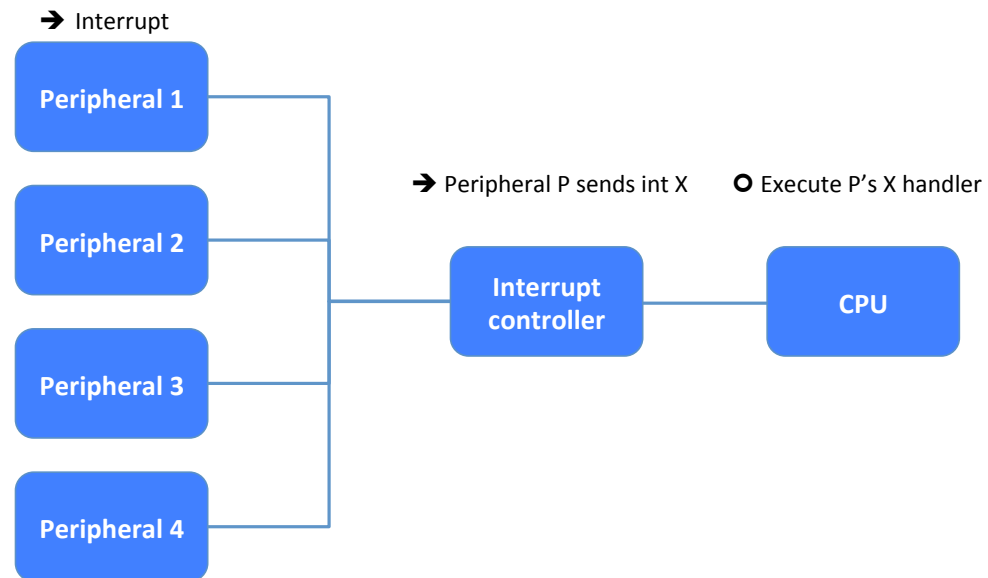 ➔ Interrupt
Peripheral 1
➔ Peripheral P sends int X
O Execute P's X handler
Peripheral 2
Interrupt
controller
CPU
Peripheral 3
Peripheral 4